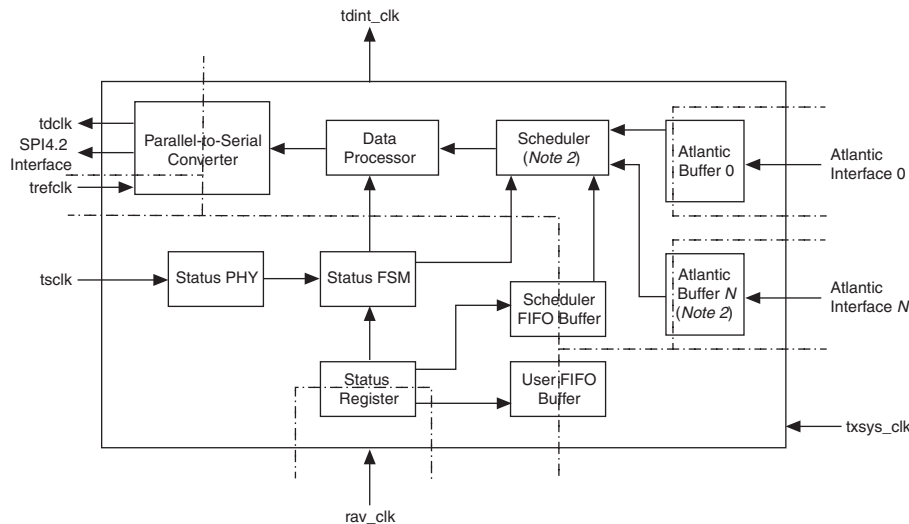 tdint_clk
tdclk
SPI4.2
Interface
trefclk
Parallel-to-Serial
Converter
Data
Processor
Scheduler
(Note 2)
Atlantic
Buffer 0
Atlantic
Interface 0
tsclk
Status PHY
Status FSM
Scheduler
FIFO Buffer
Atlantic
Buffer N
(Note 2)
Atlantic
Interface N
Status
Register
User FIFO
Buffer
txsys_clk
rav_clk